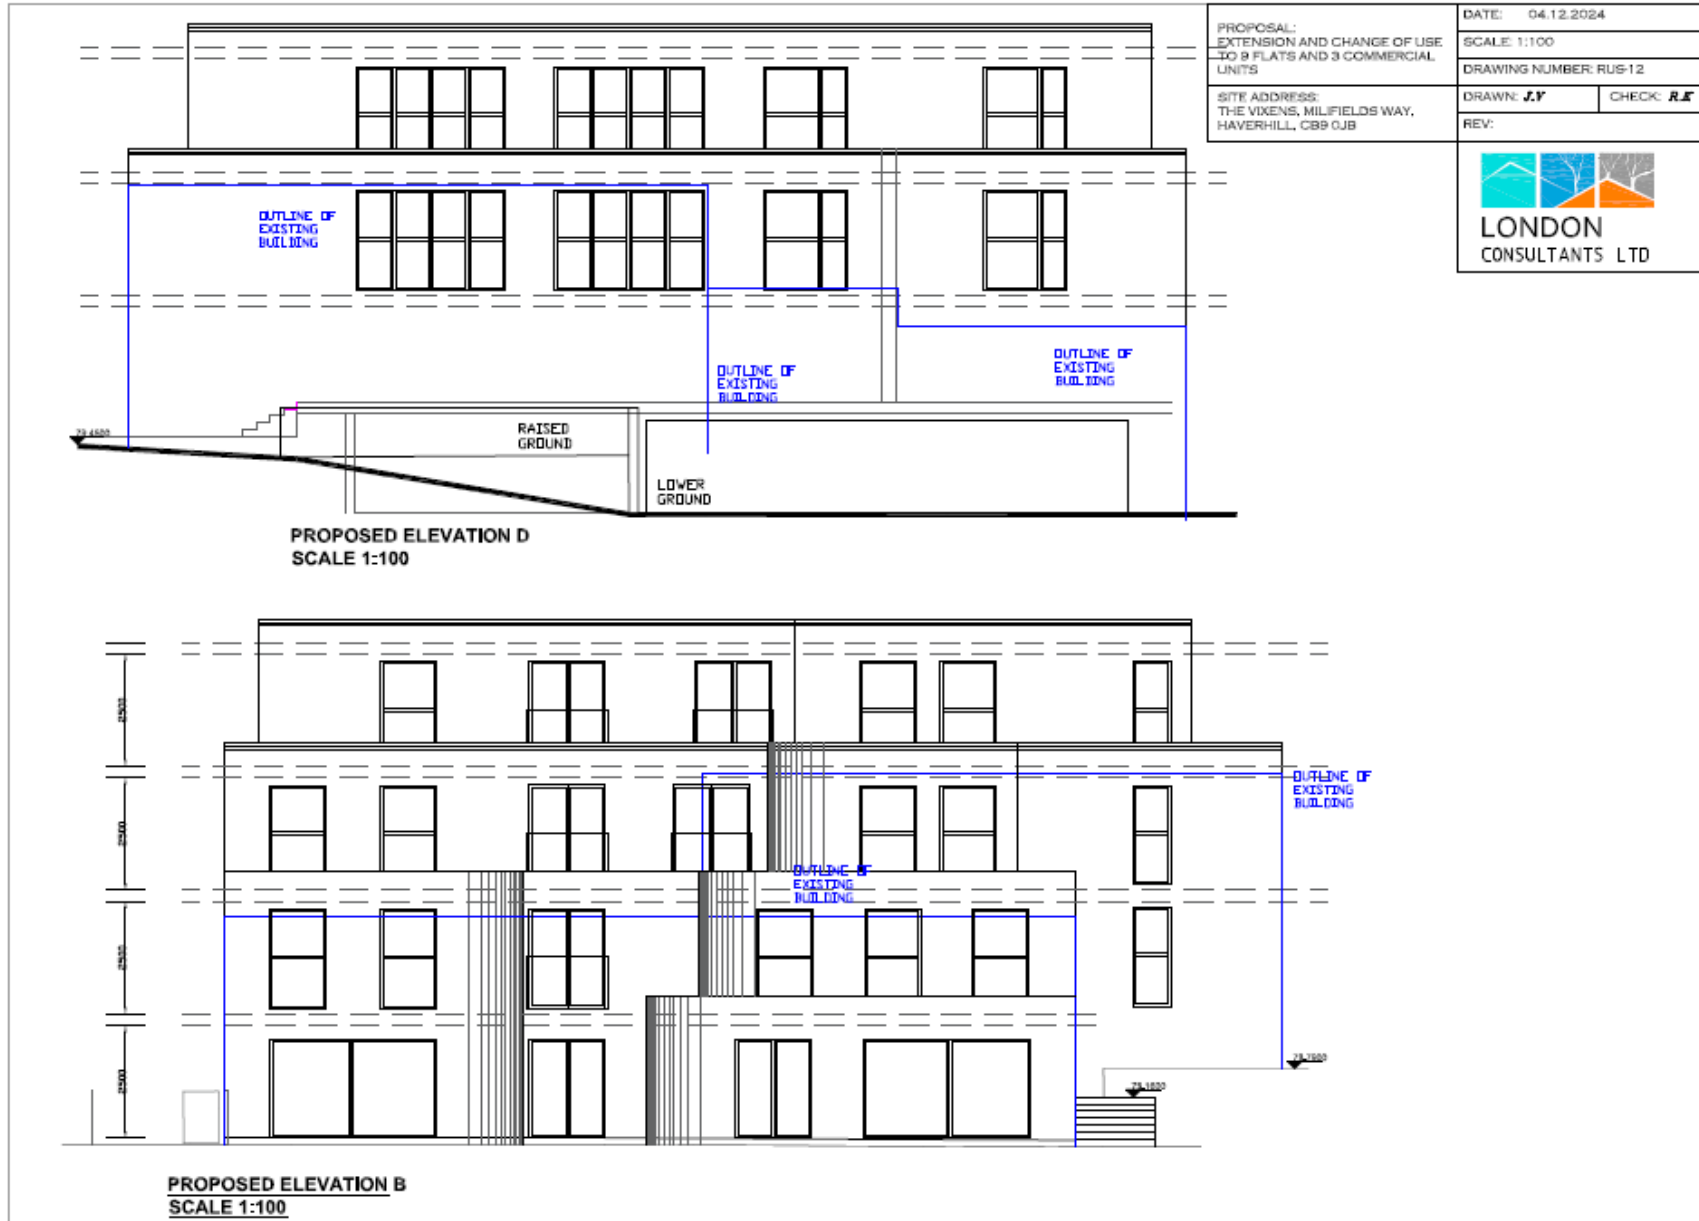 PROPOSAL:
EXTENSION AND CHANGE OF USE
TO 9 FLATS AND 3 COMMERCIAL
UNITS
SITE ADDRESS:
THE VIXENS, MILIFIELDS WAY,
HAVERHILL, CB9 0JB
DATE: 04.12.2024
SCALE: 1:100
DRAWING NUMBER: RUS-12
DRAWN: J.V CHECK: R.K
REV:
LONDON
CONSULTANTS LTD
OUTLINE OF
EXISTING
BUILDING
OUTLINE OF
EXISTING
BUILDING
OUTLINE OF
EXISTING
BUILDING
RAISED
GROUND
LOWER
GROUND
PROPOSED ELEVATION D
SCALE 1:100
2500
2500
2500
2500
OUTLINE OF
EXISTING
BUILDING
OUTLINE OF
EXISTING
BUILDING
PROPOSED ELEVATION B
SCALE 1:100